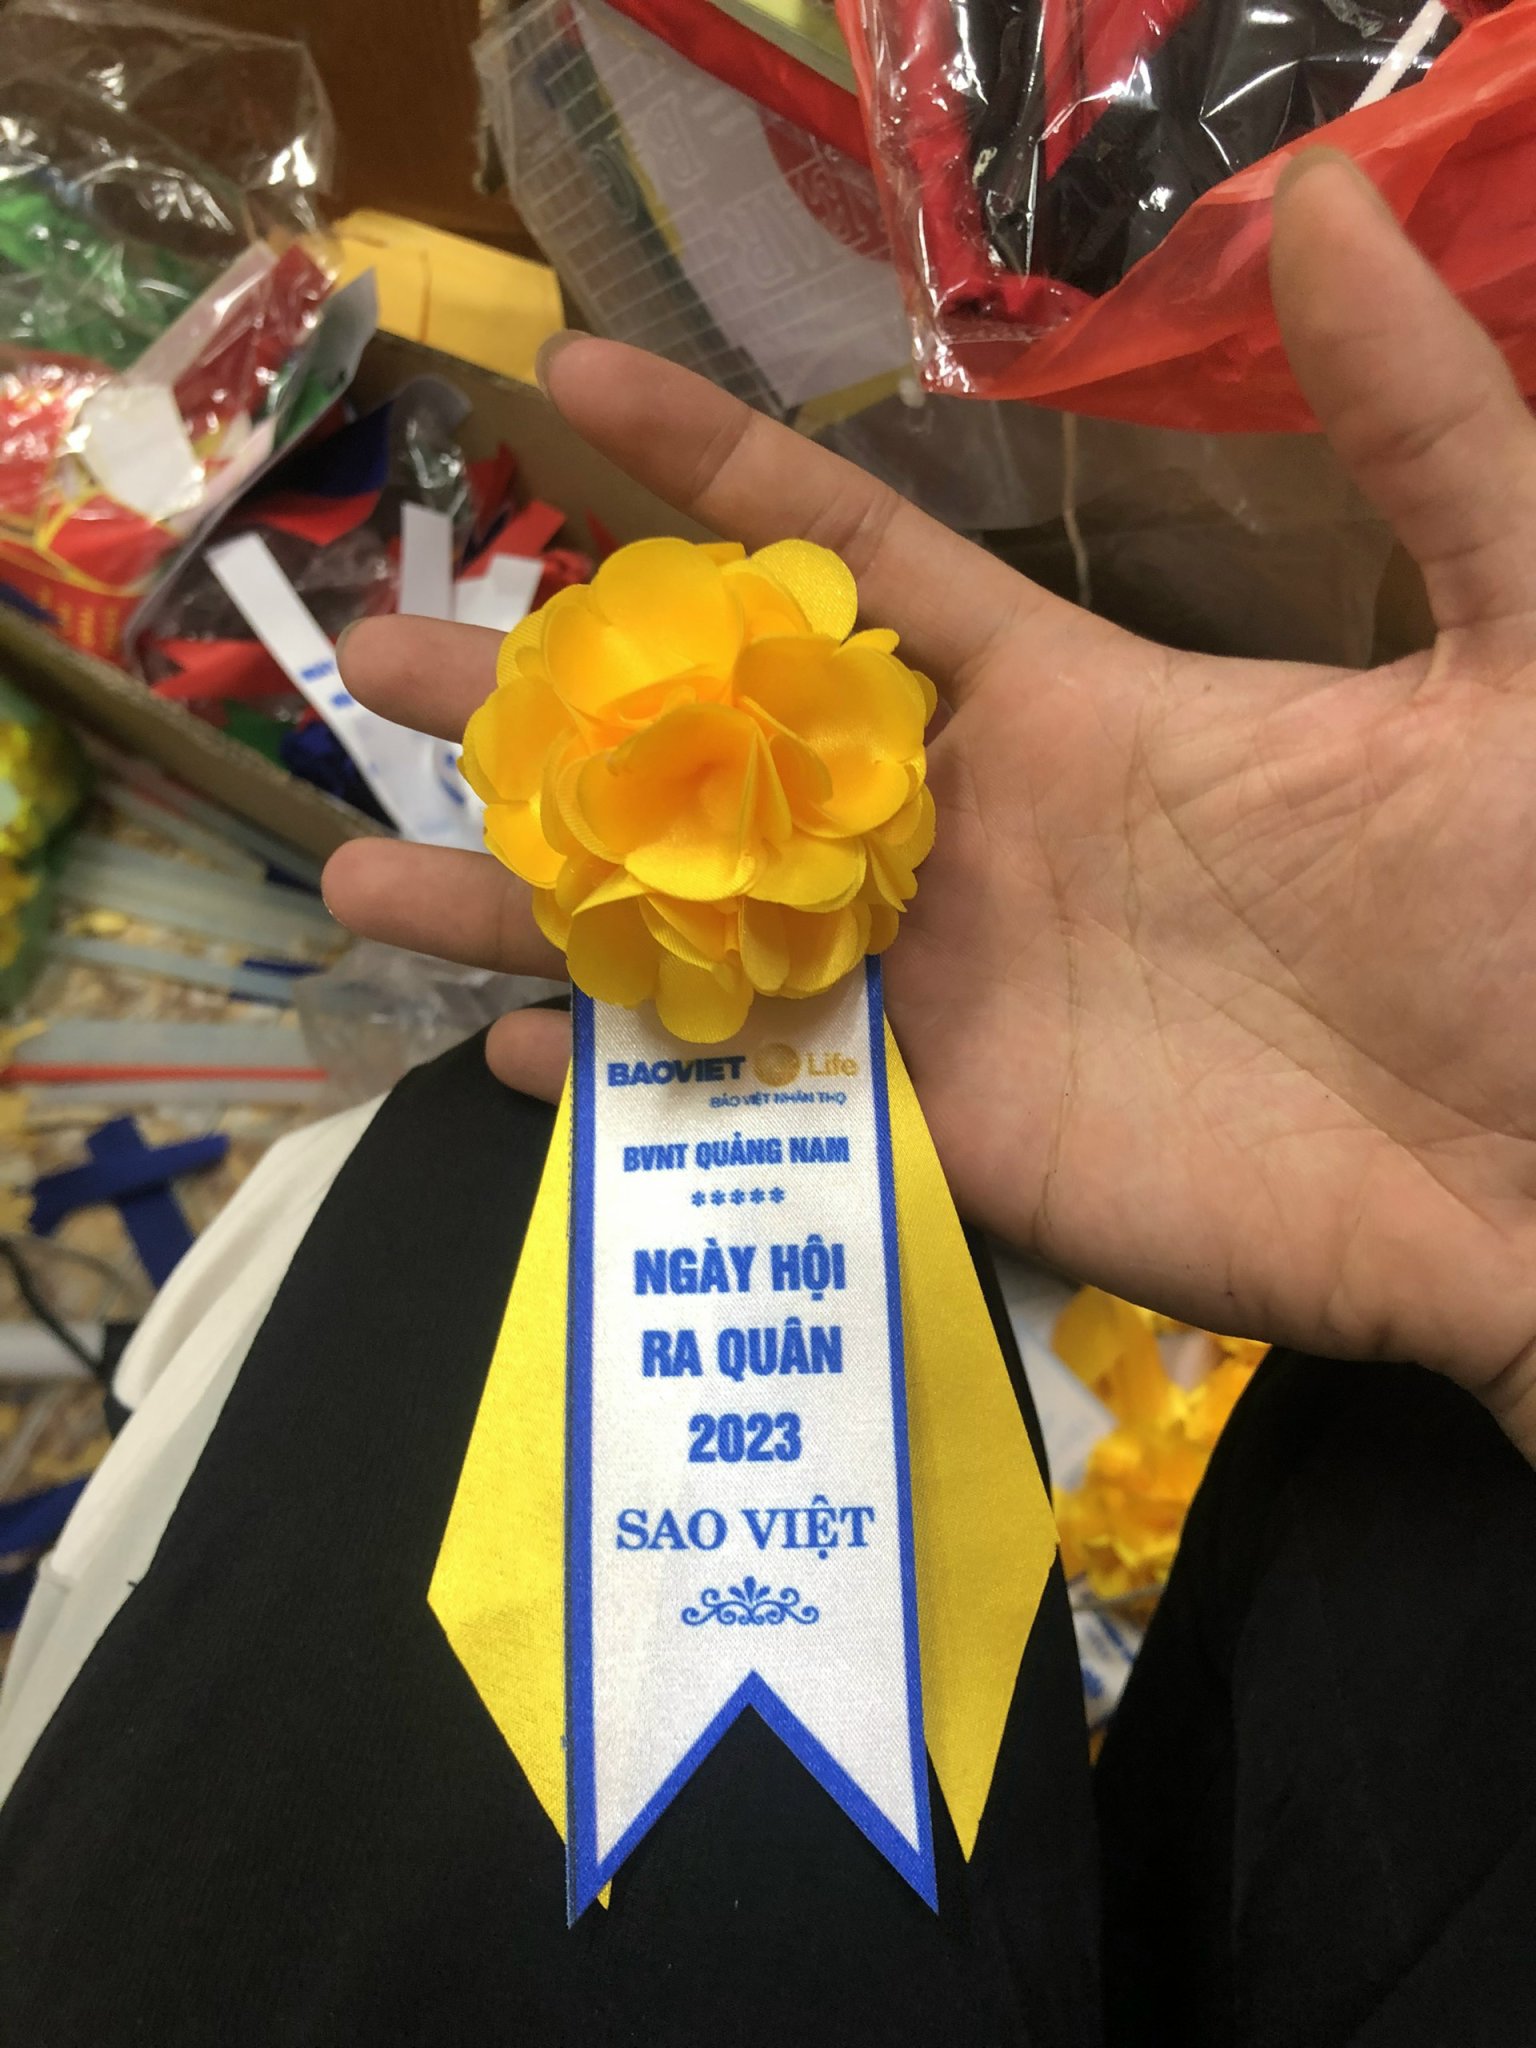 BAOVIET Life
BẢO VIỆT NHÂN THỌ
BVNT QUẢNG NAM
*****
NGÀY HỘI
RA QUÂN
2023
SAO VIỆT